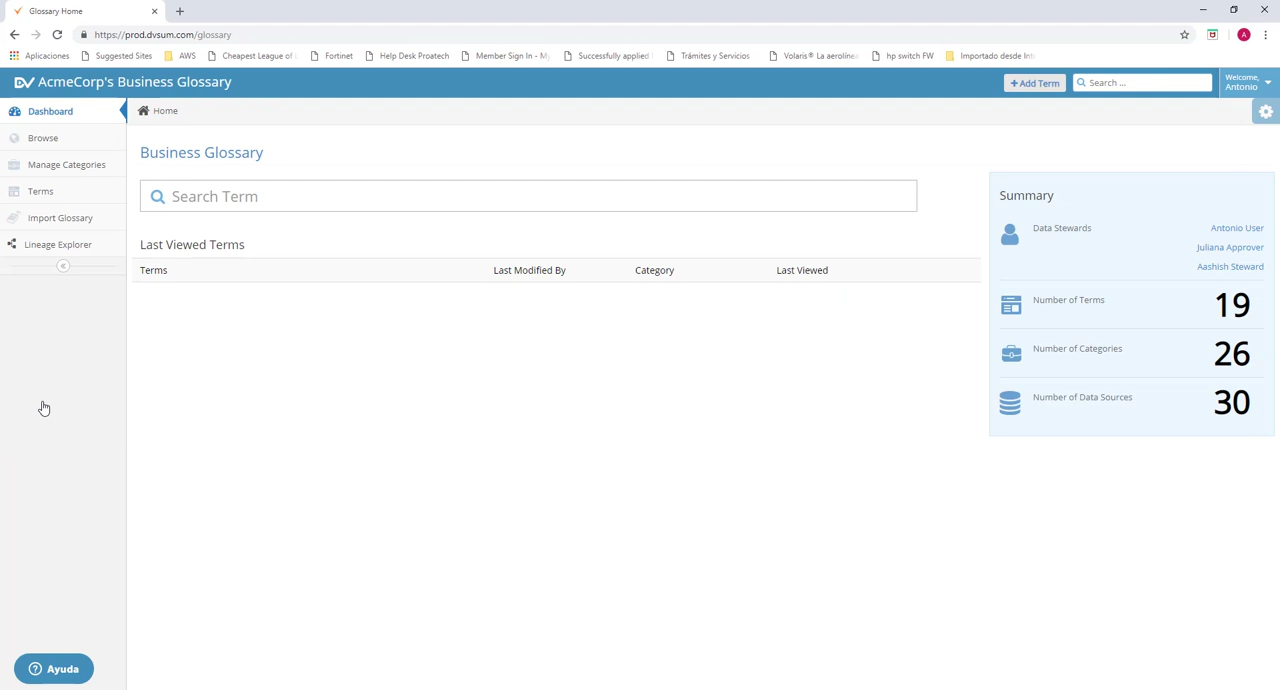 Glossary Home
https://prod.dvsum.com/glossary
Aplicaciones Suggested Sites AWS Cheapest League of Fortinet Help Desk Proatech Member Sign In - My Successfully applied Trámites y Servicios Volaris® La aerolínea hp switch FW Importado desde
DV AcmeCorp's Business Glossary
+Add Term
Search ...
Welcome,
Antonio
Dashboard
Browse
Manage Categories
Terms
Import Glossary
Lineage Explorer
Home
Business Glossary
Search Term
Last Viewed Terms
Terms Last Modified By Category Last Viewed
Summary
Data Stewards Antonio User
Juliana Approver
Aashish Steward
Number of Terms 19
Number of Categories 26
Number of Data Sources 30
Ayuda